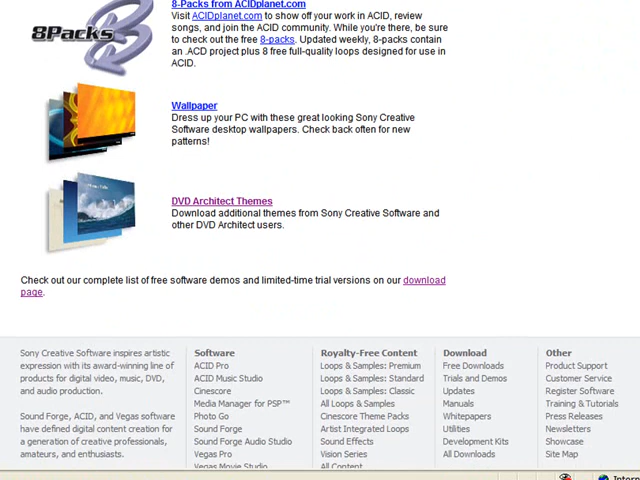 8-Packs from ACIDplanet.com
8Packs
Visit ACIDplanet.com to show off your work in ACID, review
songs, and join the ACID community. While you're there, be sure
to check out the free 8-packs. Updated weekly, 8-packs contain
an .ACD project plus 8 free full-quality loops designed for use in
ACID.
Wallpaper
Dress up your PC with these great looking Sony Creative
Software desktop wallpapers. Check back often for new
patterns!
DVD Architect Themes
Download additional themes from Sony Creative Software and
other DVD Architect users.
Check out our complete list of free software demos and limited-time trial versions on our download
page.
Sony Creative Software inspires artistic
expression with its award-winning line of
products for digital video, music, DVD,
and audio production.
Sound Forge, ACID, and Vegas software
have defined digital content creation for
a generation of creative professionals,
amateurs, and enthusiasts.
Software
ACID Pro
ACID Music Studio
Cinescore
Media Manager for PSP™
Photo Go
Sound Forge
Sound Forge Audio Studio
Vegas Pro
Vegas Movie Studio
Royalty-Free Content
Loops & Samples: Premium
Loops & Samples: Standard
Loops & Samples: Classic
All Loops & Samples
Cinescore Theme Packs
Artist Integrated Loops
Sound Effects
Vision Series
All Content
Download
Free Downloads
Trials and Demos
Updates
Manuals
Whitepapers
Utilities
Development Kits
All Downloads
Other
Product Support
Customer Service
Register Software
Training & Tutorials
Press Releases
Newsletters
Showcase
Site Map